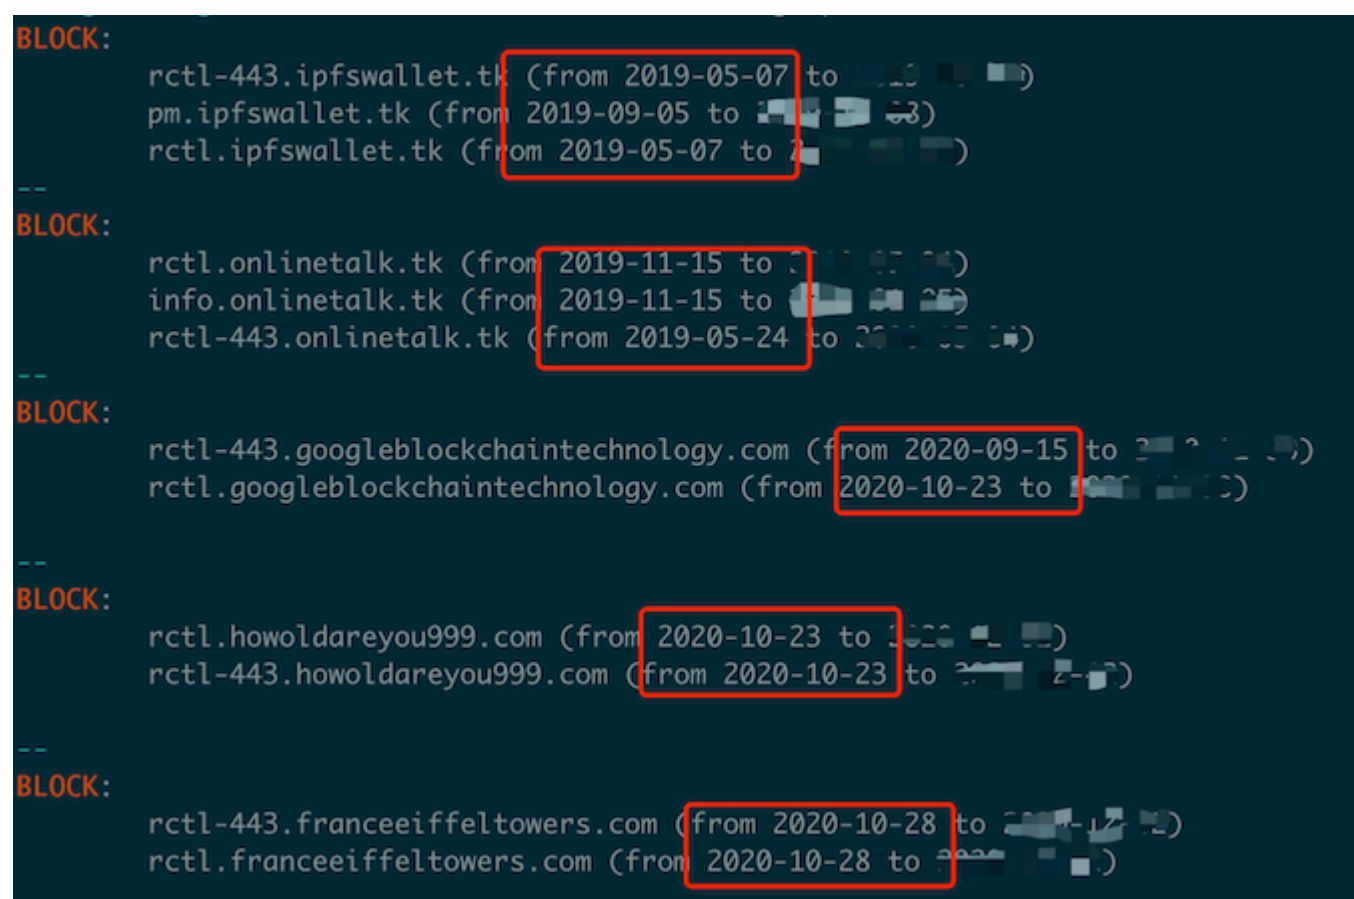 BLOCK:
rctl-443.ipfswallet.tk (from 2019-05-07 to )
pm.ipfswallet.tk (from 2019-09-05 to )
rctl.ipfswallet.tk (from 2019-05-07 to )
--
BLOCK:
rctl.onlinetalk.tk (from 2019-11-15 to )
info.onlinetalk.tk (from 2019-11-15 to )
rctl-443.onlinetalk.tk (from 2019-05-24 to )
--
BLOCK:
rctl-443.googleblockchaintechnology.com (from 2020-09-15 to )
rctl.googleblockchaintechnology.com (from 2020-10-23 to )
--
BLOCK:
rctl.howoldareyou999.com (from 2020-10-23 to )
rctl-443.howoldareyou999.com (from 2020-10-23 to )
--
BLOCK:
rctl-443.franceeiffeltowers.com (from 2020-10-28 to )
rctl.franceeiffeltowers.com (from 2020-10-28 to )